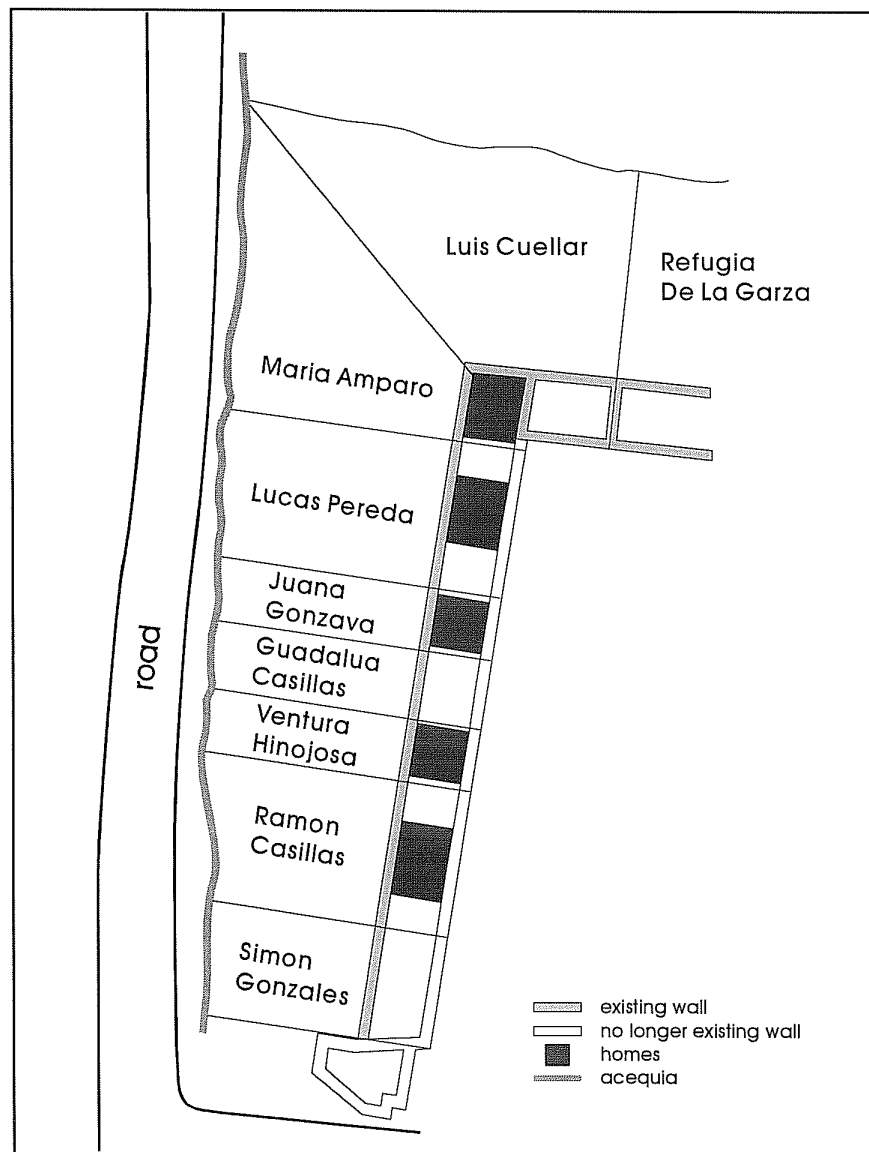 Luis Cuellar
Refugia
De La Garza
Maria Amparo
Lucas Pereda
Juana
Gonzava
Guadalua
Casillas
Ventura
Hinojosa
Ramon
Casillas
Simon
Gonzales
road
existing wall
no longer existing wall
homes
acequia